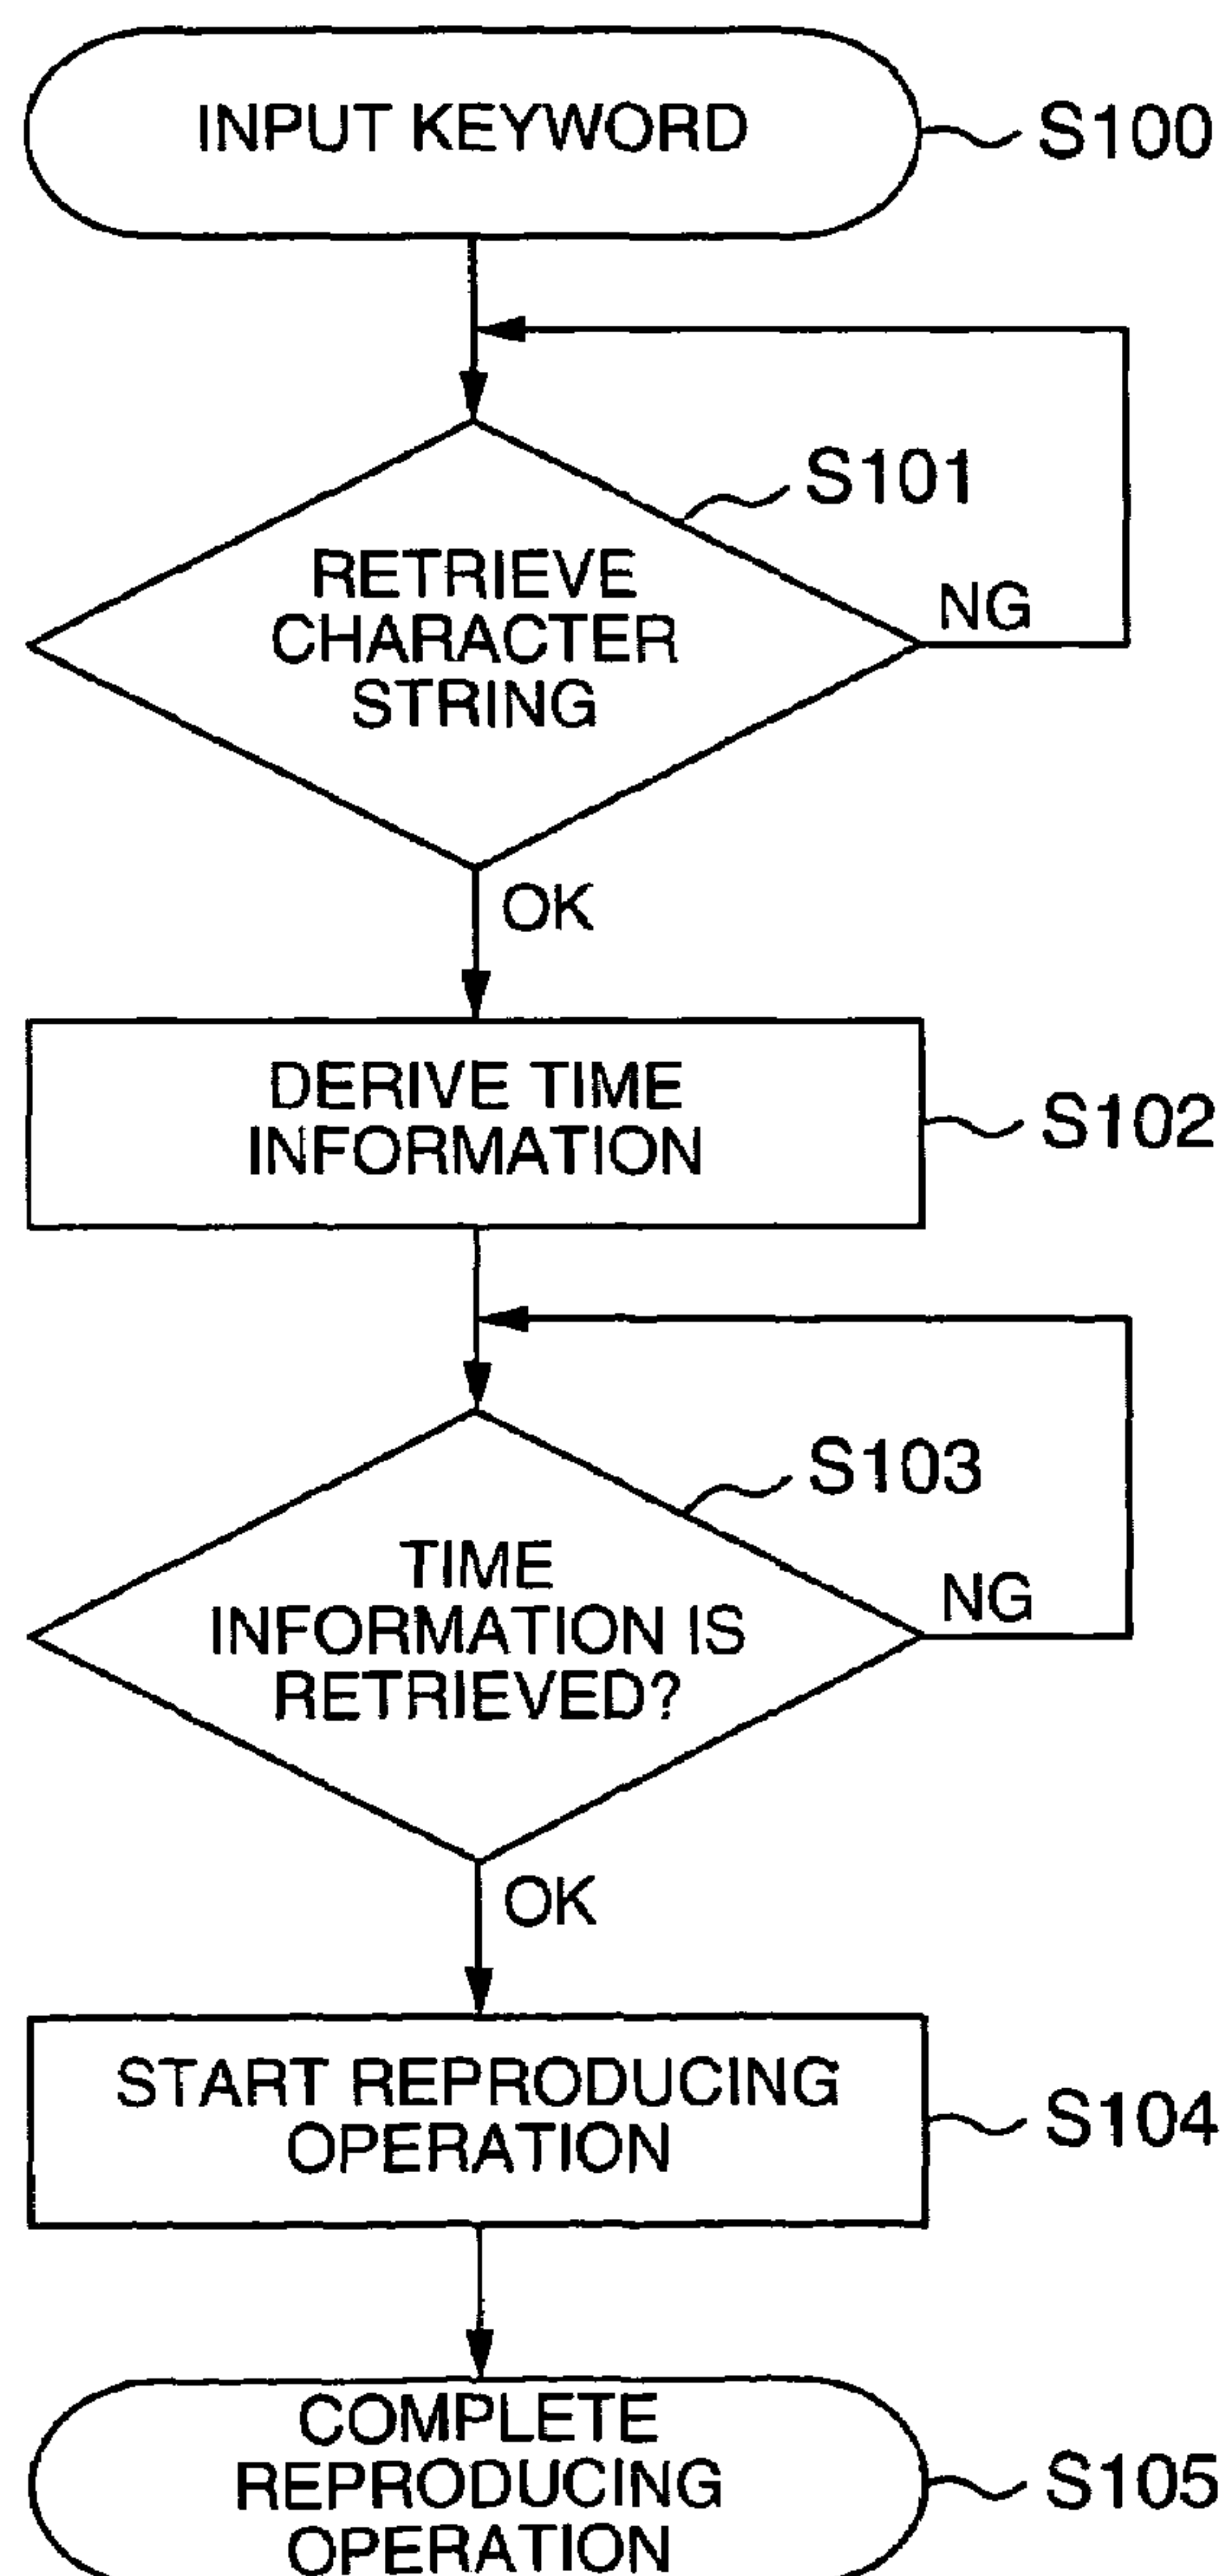 INPUT KEYWORD
S100
S101
RETRIEVE
CHARACTER
STRING
NG
OK
DERIVE TIME
INFORMATION
S102
S103
TIME
INFORMATION IS
RETRIEVED?
NG
OK
START REPRODUCING
OPERATION
S104
COMPLETE
REPRODUCING
OPERATION
S105